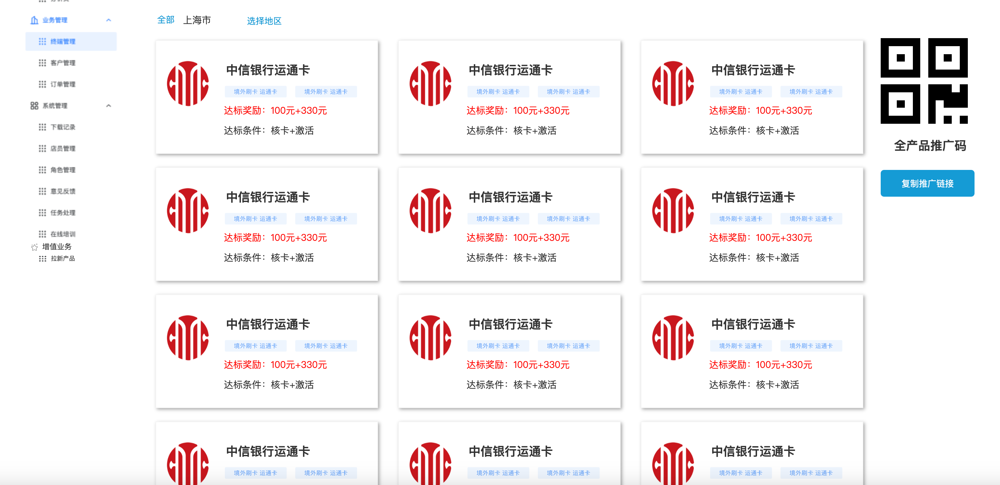 业务管理
终端管理
客户管理
订单管理
系统管理
下载记录
店员管理
角色管理
意见反馈
任务处理
在线培训
增值业务
拉新产品
全部 上海市 选择地区
中信银行运通卡
境外刷卡 运通卡 境外刷卡 运通卡
达标奖励：100元+330元
达标条件：核卡+激活
中信银行运通卡
境外刷卡 运通卡 境外刷卡 运通卡
达标奖励：100元+330元
达标条件：核卡+激活
中信银行运通卡
境外刷卡 运通卡 境外刷卡 运通卡
达标奖励：100元+330元
达标条件：核卡+激活
中信银行运通卡
境外刷卡 运通卡 境外刷卡 运通卡
达标奖励：100元+330元
达标条件：核卡+激活
中信银行运通卡
境外刷卡 运通卡 境外刷卡 运通卡
达标奖励：100元+330元
达标条件：核卡+激活
中信银行运通卡
境外刷卡 运通卡 境外刷卡 运通卡
达标奖励：100元+330元
达标条件：核卡+激活
中信银行运通卡
境外刷卡 运通卡 境外刷卡 运通卡
达标奖励：100元+330元
达标条件：核卡+激活
中信银行运通卡
境外刷卡 运通卡 境外刷卡 运通卡
达标奖励：100元+330元
达标条件：核卡+激活
中信银行运通卡
境外刷卡 运通卡 境外刷卡 运通卡
达标奖励：100元+330元
达标条件：核卡+激活
中信银行运通卡
境外刷卡 运通卡 境外刷卡 运通卡
中信银行运通卡
境外刷卡 运通卡 境外刷卡 运通卡
中信银行运通卡
境外刷卡 运通卡 境外刷卡 运通卡
全产品推广码
复制推广链接